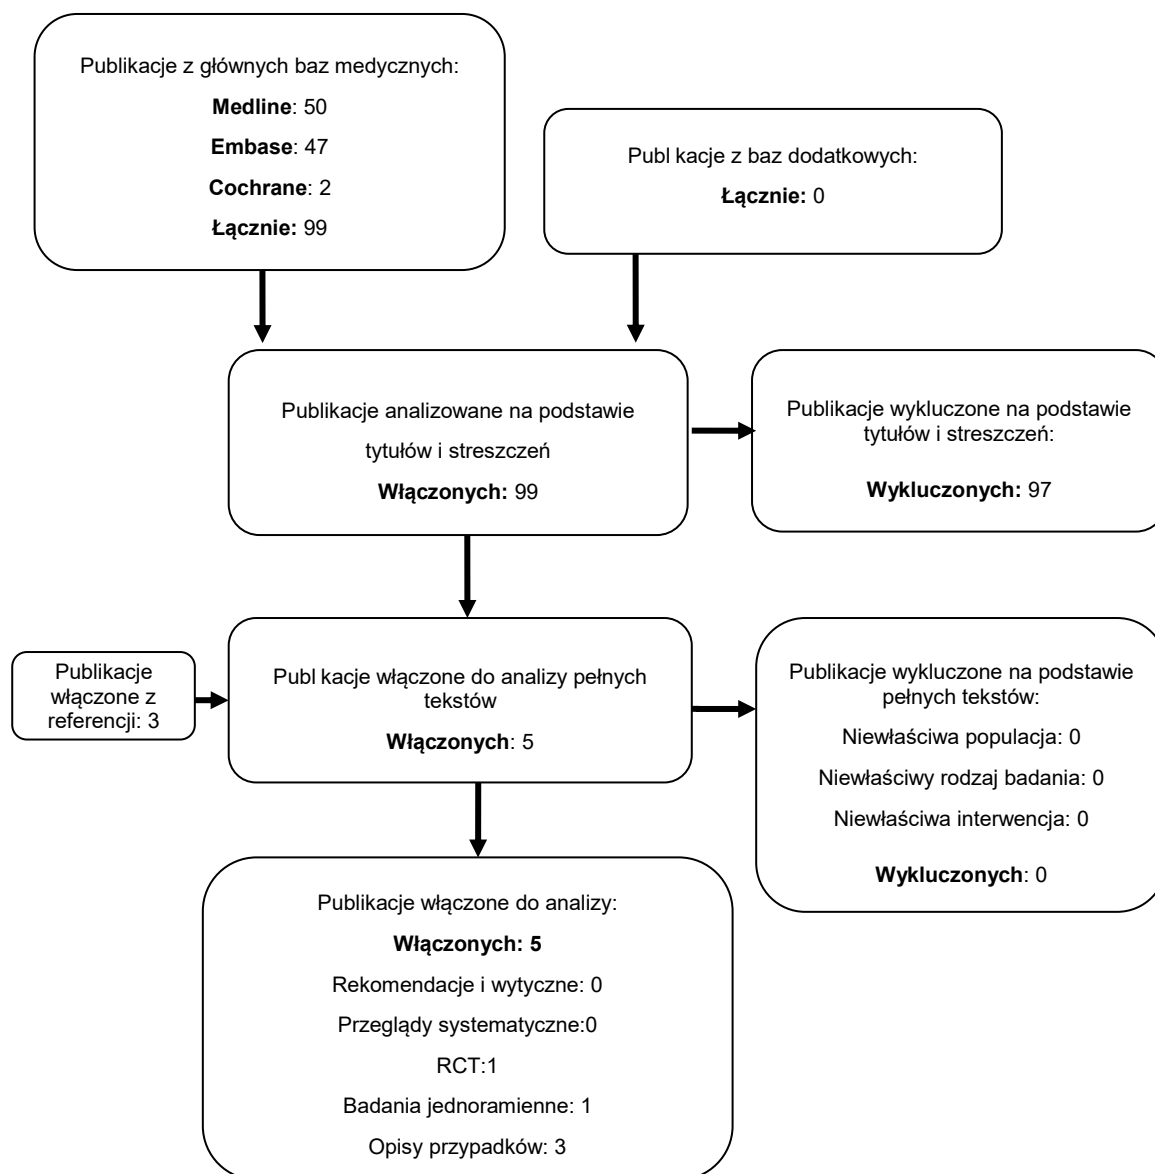 Publikacje z głównych baz medycznych:
Medline: 50
Embase: 47
Cochrane: 2
Łącznie: 99
Publ kacje z baz dodatkowych:
Łącznie: 0
Publikacje analizowane na podstawie
tytułów i streszczeń
Włączonych: 99
Publikacje wykluczone na podstawie
tytułów i streszczeń:
Wykluczonych: 97
Publikacje
włączone z
referencji: 3
Publ kacje włączone do analizy pełnych
tekstów
Włączonych: 5
Publikacje wykluczone na podstawie
pełnych tekstów:
Niewłaściwa populacja: 0
Niewłaściwy rodzaj badania: 0
Niewłaściwa interwencja: 0
Wykluczonych: 0
Publikacje włączone do analizy:
Włączonych: 5
Rekomendacje i wytyczne: 0
Przeglądy systematyczne:0
RCT:1
Badania jednoramienne: 1
Opisy przypadków: 3